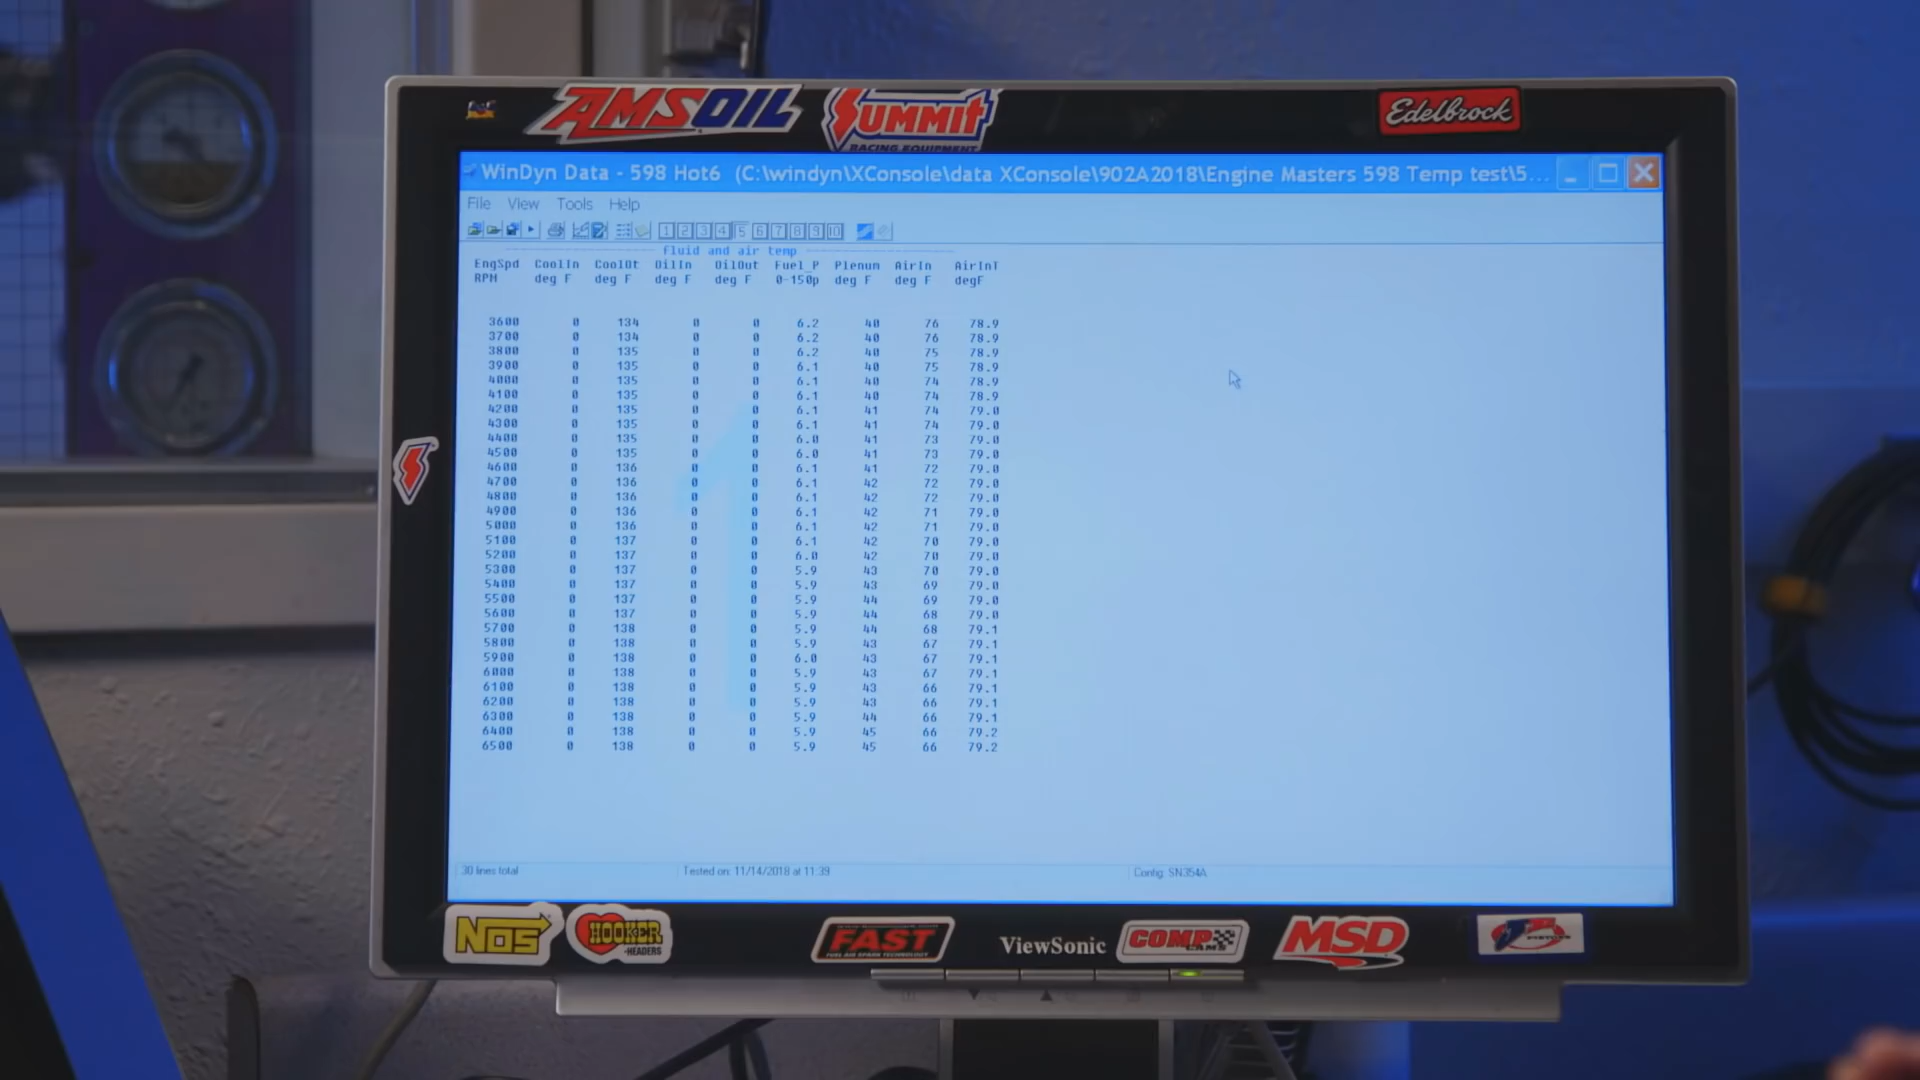 AMSOIL
SUMMIT
RACING EQUIPMENT
Edelbrock
WinDyn Data - 598 Hot6 (C:\windyn\XConsole\data XConsole\902A2018\Engine Masters 598 Temp test\5...
File View Tools Help
1 2 3 4 5 6 7 8 9 10
fluid and air temp
EngSpd CoolIn CoolOt OilIn OilOut Fuel_P Plenum AirIn AirInT
RPM deg F deg F deg F deg F 0-150p deg F deg F degF
3600 0 134 0 0 6.2 40 76 78.9
3700 0 134 0 0 6.2 40 76 78.9
3800 0 135 0 0 6.2 40 75 78.9
3900 0 135 0 0 6.1 40 75 78.9
4000 0 135 0 0 6.1 40 74 78.9
4100 0 135 0 0 6.1 40 74 78.9
4200 0 135 0 0 6.1 41 74 79.0
4300 0 135 0 0 6.1 41 74 79.0
4400 0 135 0 0 6.0 41 73 79.0
4500 0 135 0 0 6.0 41 73 79.0
4600 0 136 0 0 6.1 41 72 79.0
4700 0 136 0 0 6.1 42 72 79.0
4800 0 136 0 0 6.1 42 72 79.0
4900 0 136 0 0 6.1 42 71 79.0
5000 0 136 0 0 6.1 42 71 79.0
5100 0 137 0 0 6.1 42 70 79.0
5200 0 137 0 0 6.0 42 70 79.0
5300 0 137 0 0 5.9 43 70 79.0
5400 0 137 0 0 5.9 43 69 79.0
5500 0 137 0 0 5.9 44 69 79.0
5600 0 137 0 0 5.9 44 68 79.0
5700 0 138 0 0 5.9 44 68 79.1
5800 0 138 0 0 5.9 43 67 79.1
5900 0 138 0 0 6.0 43 67 79.1
6000 0 138 0 0 5.9 43 67 79.1
6100 0 138 0 0 5.9 43 66 79.1
6200 0 138 0 0 5.9 43 66 79.1
6300 0 138 0 0 5.9 44 66 79.1
6400 0 138 0 0 5.9 45 66 79.2
6500 0 138 0 0 5.9 45 66 79.2
30 lines total Tested on: 11/14/2018 at 11:39 Config: SN354A
NOS
HOOKER
HEADERS
FAST
FUEL AIR SPARK TECHNOLOGY
ViewSonic
COMP
CAMS
MSD